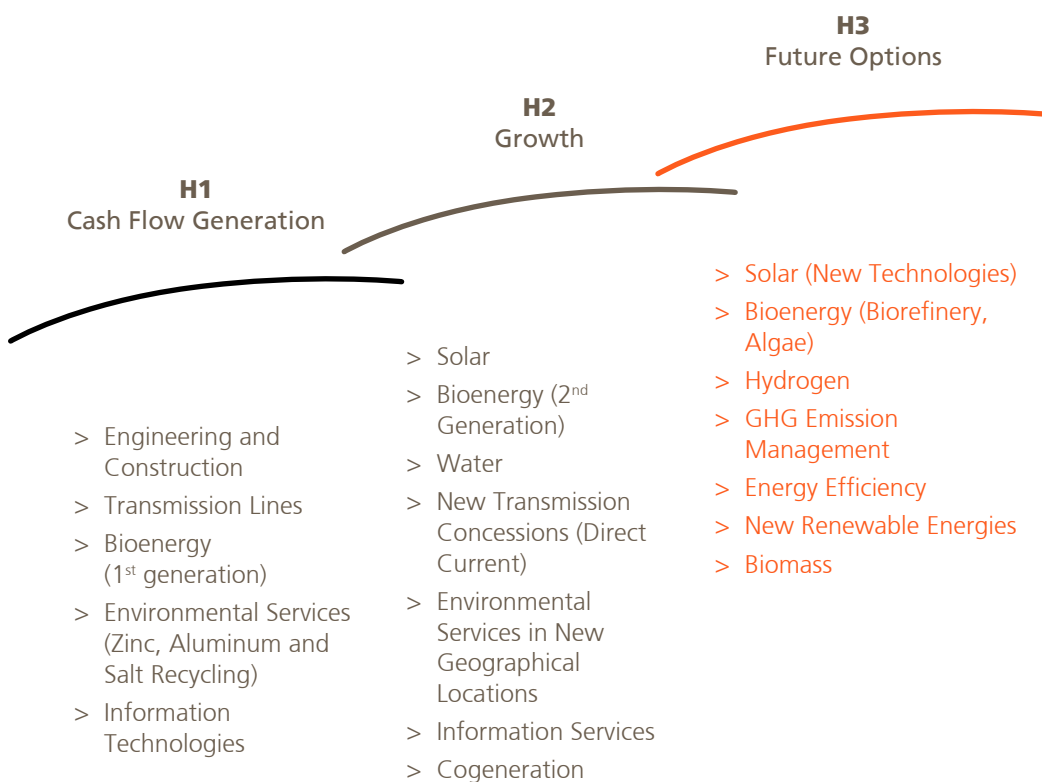 H3
Future Options
H2
Growth
H1
Cash Flow Generation
> Engineering and
Construction
> Transmission Lines
> Bioenergy
(1st generation)
> Environmental Services
(Zinc, Aluminum and
Salt Recycling)
> Information
Technologies
> Solar
> Bioenergy (2nd
Generation)
> Water
> New Transmission
Concessions (Direct
Current)
> Environmental
Services in New
Geographical
Locations
> Information Services
> Cogeneration
> Solar (New Technologies)
> Bioenergy (Biorefinery,
Algae)
> Hydrogen
> GHG Emission
Management
> Energy Efficiency
> New Renewable Energies
> Biomass